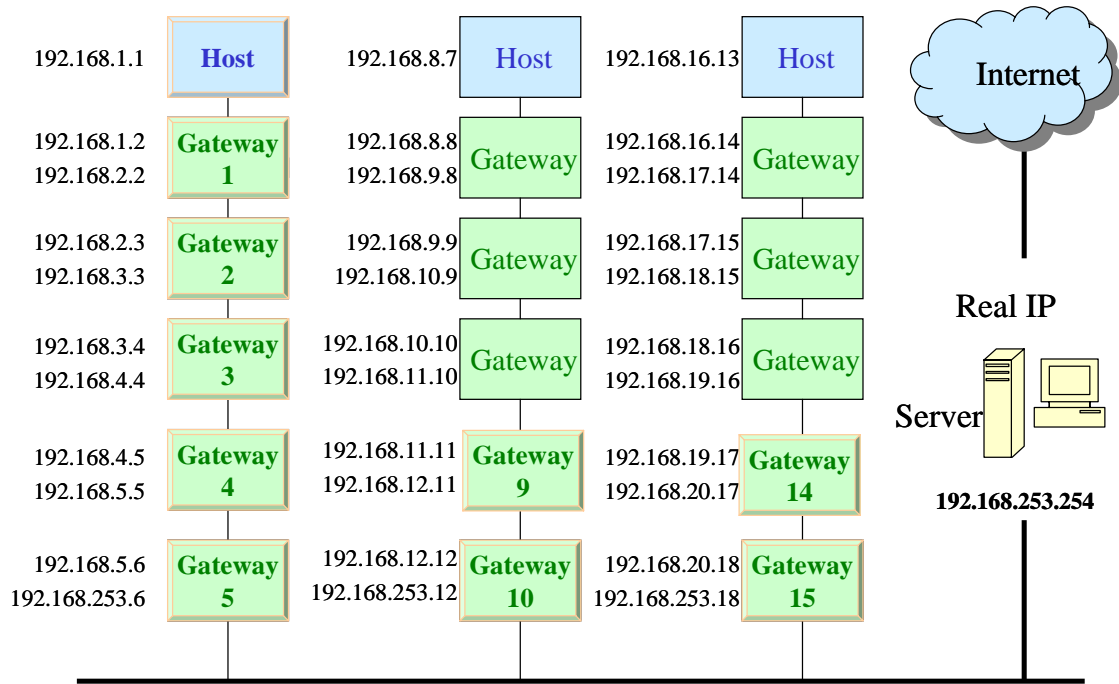 192.168.1.1
Host
192.168.1.2
192.168.2.2
Gateway
1
192.168.2.3
192.168.3.3
Gateway
2
192.168.3.4
192.168.4.4
Gateway
3
192.168.4.5
192.168.5.5
Gateway
4
192.168.5.6
192.168.253.6
Gateway
5
192.168.8.7
Host
192.168.8.8
192.168.9.8
Gateway
192.168.9.9
192.168.10.9
Gateway
192.168.10.10
192.168.11.10
Gateway
192.168.11.11
192.168.12.11
Gateway
9
192.168.12.12
192.168.253.12
Gateway
10
192.168.16.13
Host
192.168.16.14
192.168.17.14
Gateway
192.168.17.15
192.168.18.15
Gateway
192.168.18.16
192.168.19.16
Gateway
192.168.19.17
192.168.20.17
Gateway
14
192.168.20.18
192.168.253.18
Gateway
15
Internet
Real IP
Server
192.168.253.254